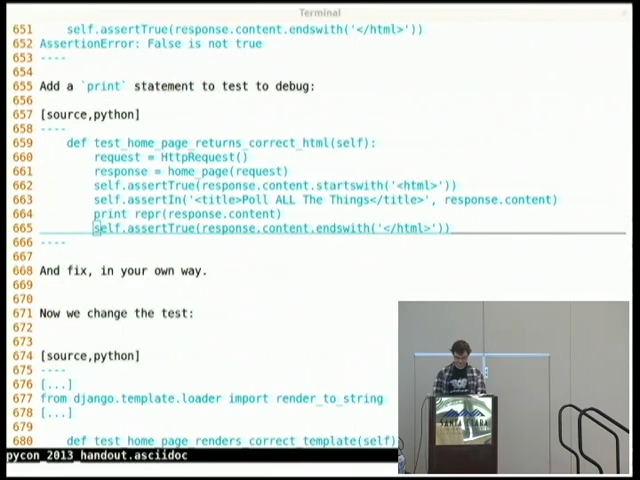 Terminal
651     self.assertTrue(response.content.endswith('</html>'))
652 AssertionError: False is not true
653 ----
654
655 Add a `print` statement to test to debug:
656
657 [source,python]
658 ----
659     def test_home_page_returns_correct_html(self):
660         request = HttpRequest()
661         response = home_page(request)
662         self.assertTrue(response.content.startswith('<html>'))
663         self.assertIn('<title>Poll ALL The Things</title>', response.content)
664         print repr(response.content)
665         self.assertTrue(response.content.endswith('</html>'))
666 ----
667
668 And fix, in your own way.
669
670
671 Now we change the test:
672
673
674 [source,python]
675 ----
676 [...]
677 from django.template.loader import render_to_string
678 [...]
679
680     def test_home_page_renders_correct_template(self)
pycon_2013_handout.asciidoc
SANTA CLARA